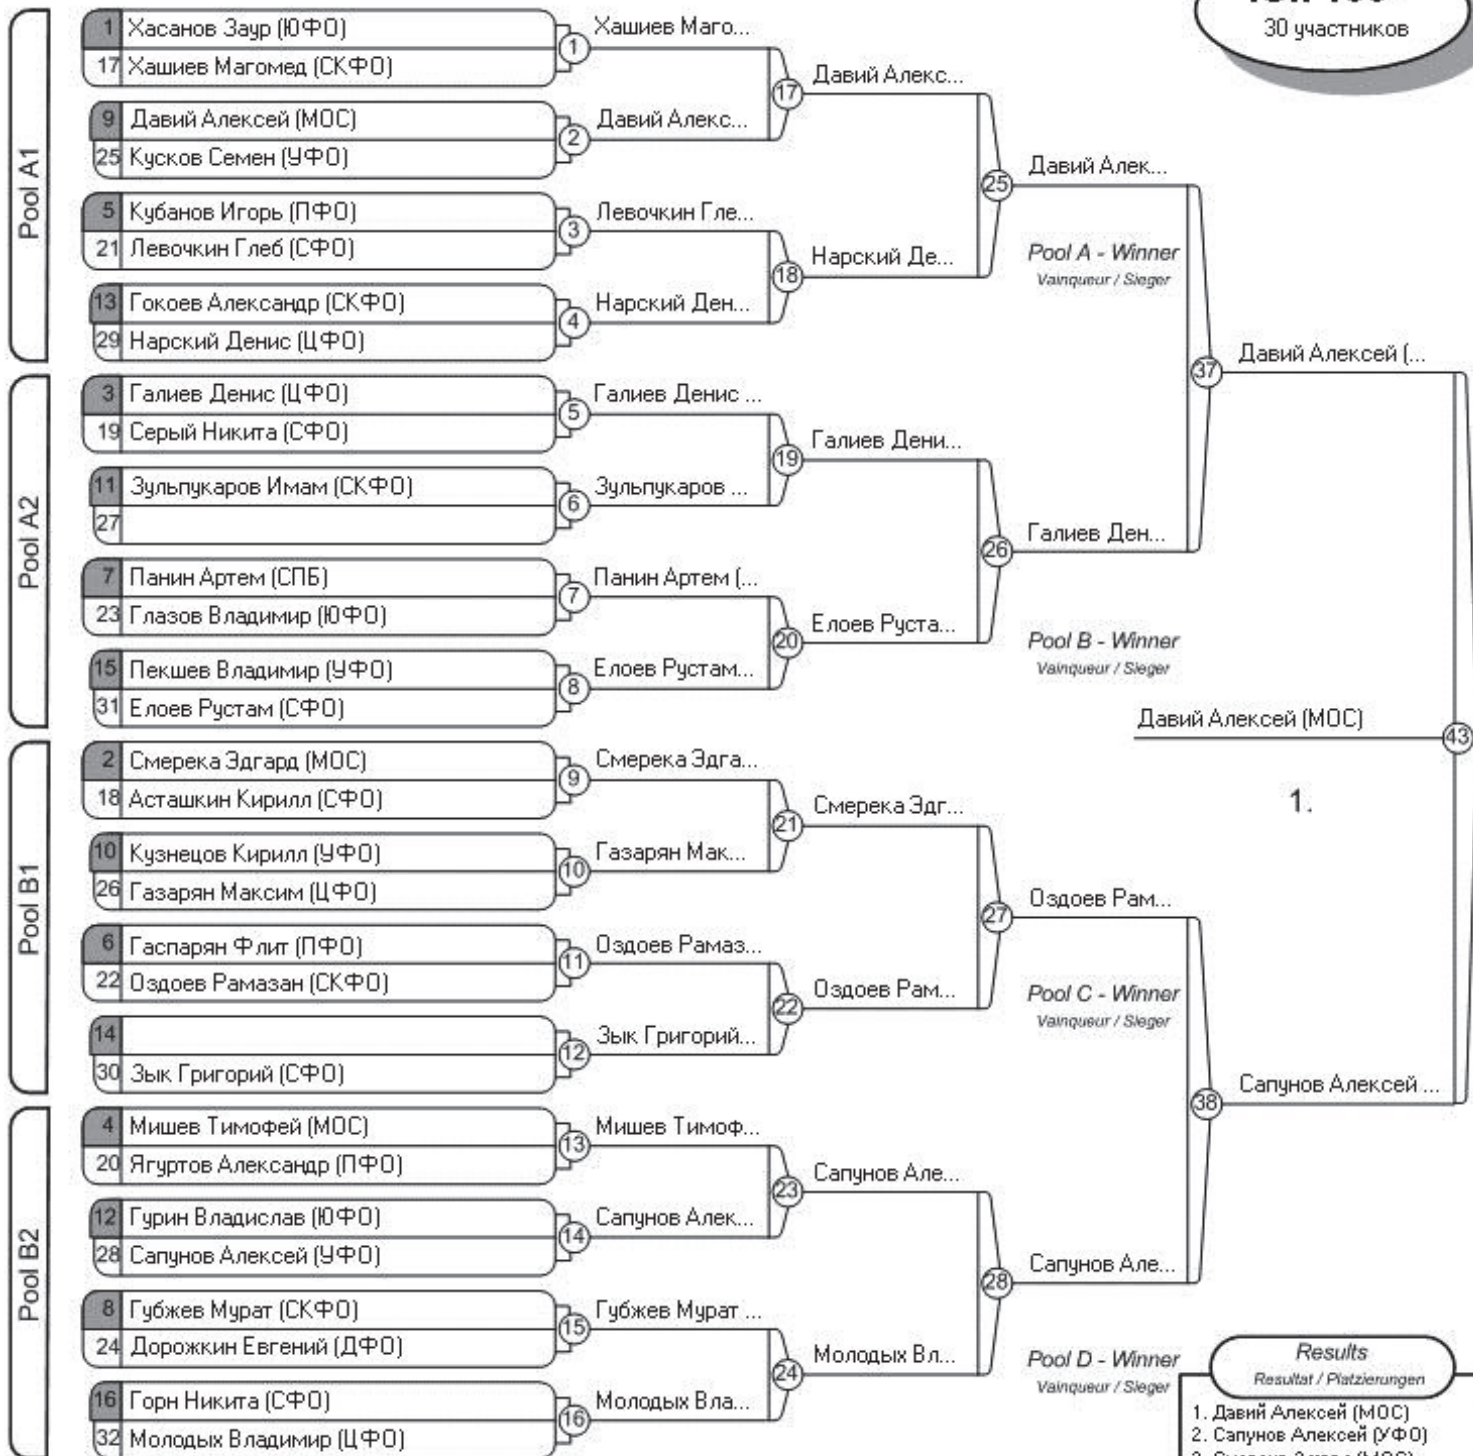 30 участников
Pool A1
1 Хасанов Заур (ЮФО)
17 Хашиев Магомед (СКФО)
9 Давий Алексей (МОС)
25 Кусков Семен (УФО)
5 Кубанов Игорь (ПФО)
21 Левочкин Глеб (СФО)
13 Гокоев Александр (СКФО)
29 Нарский Денис (ЦФО)
Pool A2
3 Галиев Денис (ЦФО)
19 Серый Никита (СФО)
11 Зульпукаров Имам (СКФО)
27
7 Панин Артем (СПБ)
23 Глазов Владимир (ЮФО)
15 Пекшев Владимир (УФО)
31 Елоев Рустам (СФО)
Pool B1
2 Смерека Эдгард (МОС)
18 Асташкин Кирилл (СФО)
10 Кузнецов Кирилл (УФО)
26 Газарян Максим (ЦФО)
6 Гаспарян Флит (ПФО)
22 Оздоев Рамазан (СКФО)
14
30 Зык Григорий (СФО)
Pool B2
4 Мишев Тимофей (МОС)
20 Ягуртов Александр (ПФО)
12 Гурин Владислав (ЮФО)
28 Сапунов Алексей (УФО)
8 Губжев Мурат (СКФО)
24 Дорожкин Евгений (ДФО)
16 Горн Никита (СФО)
32 Молодых Владимир (ЦФО)
1 Хашиев Маго...
2 Давий Алекс...
3 Левочкин Гле...
4 Нарский Ден...
5 Галиев Денис ...
6 Зульпукаров ...
7 Панин Артем (...
8 Елоев Рустам...
9 Смерека Эдга...
10 Газарян Мак...
11 Оздоев Рамаз...
12 Зык Григорий...
13 Мишев Тимоф...
14 Сапунов Алек...
15 Губжев Мурат ...
16 Молодых Вла...
17 Давий Алекс...
18 Нарский Де...
19 Галиев Дени...
20 Елоев Руста...
21 Смерека Эдг...
22 Оздоев Рам...
23 Сапунов Але...
24 Молодых Вл...
25 Давий Алек...
Pool A - Winner
Vainqueur / Sieger
26 Галиев Ден...
Pool B - Winner
Vainqueur / Sieger
27 Оздоев Рам...
Pool C - Winner
Vainqueur / Sieger
28 Сапунов Але...
Pool D - Winner
Vainqueur / Sieger
37 Давий Алексей (...
38 Сапунов Алексей ...
Давий Алексей (МОС) 43
1.
Results
Resultat / Platzierungen
1. Давий Алексей (МОС)
2. Сапунов Алексей (УФО)